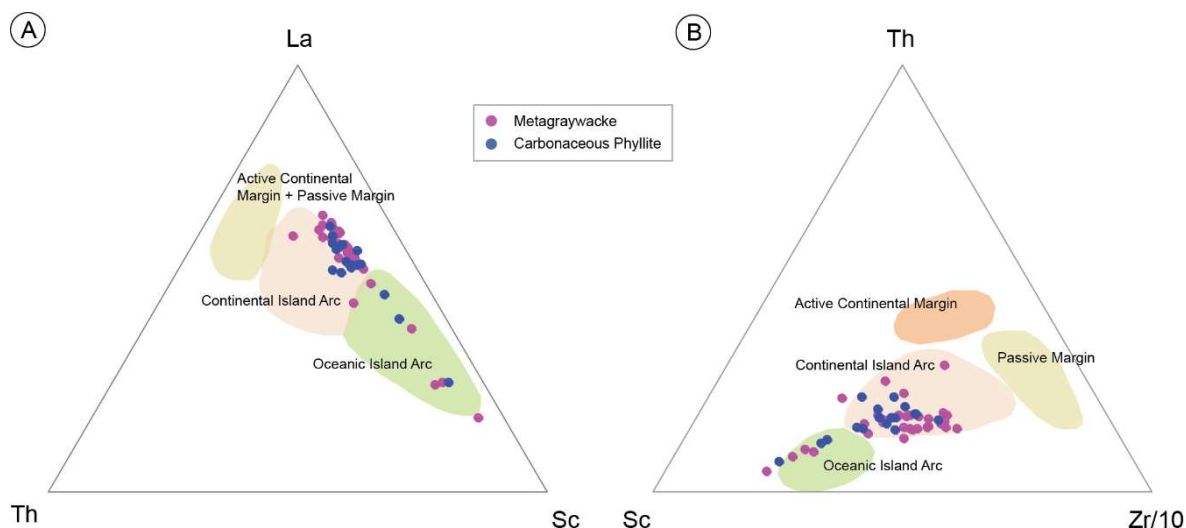 A
La
Active Continental
Margin + Passive Margin
Continental Island Arc
Oceanic Island Arc
Th
Sc
Metagraywacke
Carbonaceous Phyllite
B
Th
Active Continental Margin
Passive Margin
Continental Island Arc
Oceanic Island Arc
Sc
Zr/10